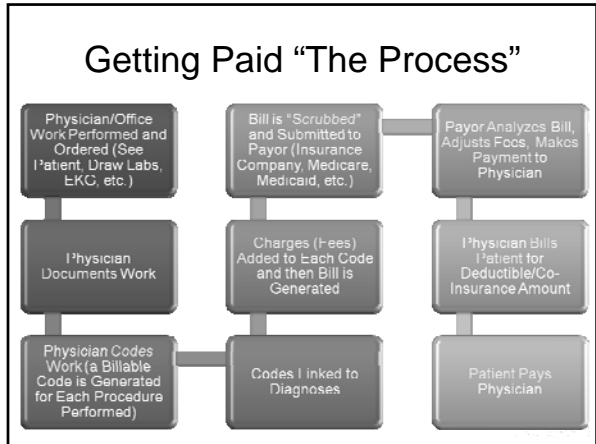 Getting Paid “The Process”
Physician/Office
Work Performed and
Ordered (See
Patient, Draw Labs,
EKG, etc.)
Physician
Documents Work
Physician Codes
Work (a Billable
Code is Generated
for Each Procedure
Performed)
Codes Linked to
Diagnoses
Charges (Fees)
Added to Each Code
and then Bill is
Generated
Bill is “Scrubbed”
and Submitted to
Payor (Insurance
Company, Medicare,
Medicaid, etc.)
Payor Analyzes Bill,
Adjusts Fees, Makes
Payment to
Physician
Physician Bills
Patient for
Deductible/Co-
Insurance Amount
Patient Pays
Physician